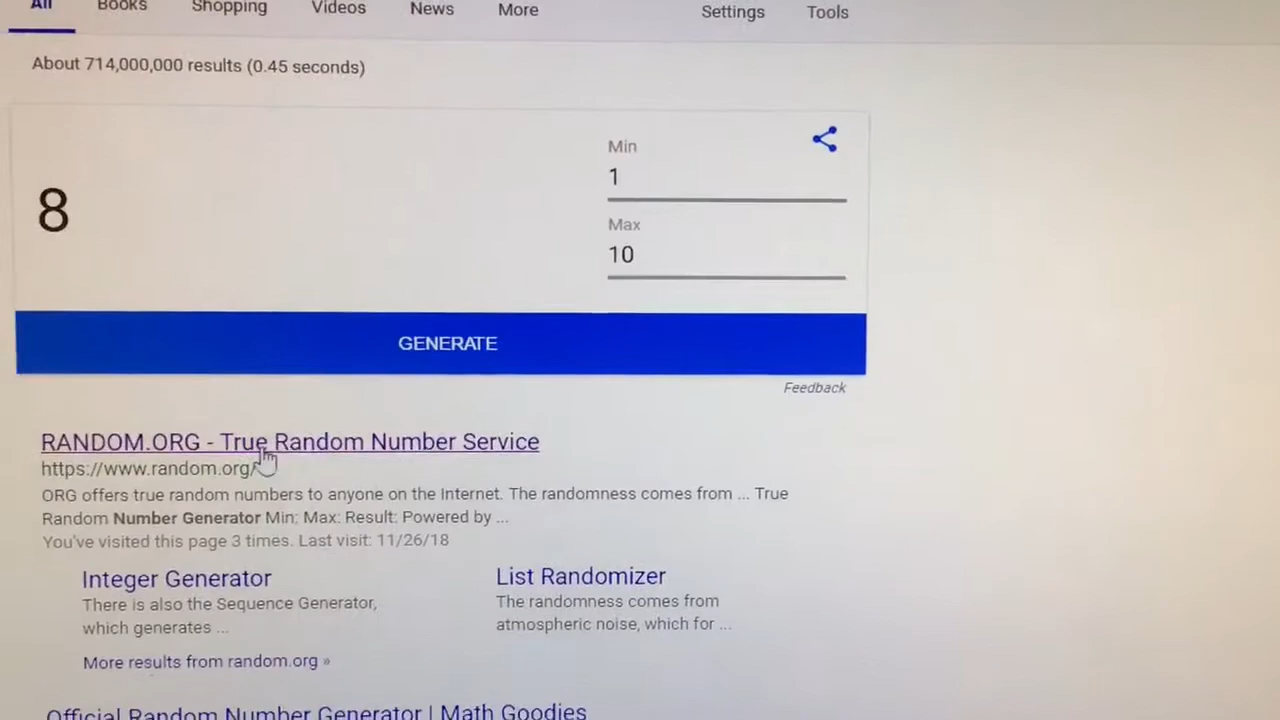 All Books Shopping Videos News More Settings Tools
About 714,000,000 results (0.45 seconds)
Min
1
8
Max
10
GENERATE
Feedback
RANDOM.ORG - True Random Number Service
https://www.random.org/
ORG offers true random numbers to anyone on the Internet. The randomness comes from ... True
Random Number Generator Min: Max: Result: Powered by ...
You've visited this page 3 times. Last visit: 11/26/18
Integer Generator
There is also the Sequence Generator,
which generates ...
List Randomizer
The randomness comes from
atmospheric noise, which for ...
More results from random.org »
Official Random Number Generator | Math Goodies